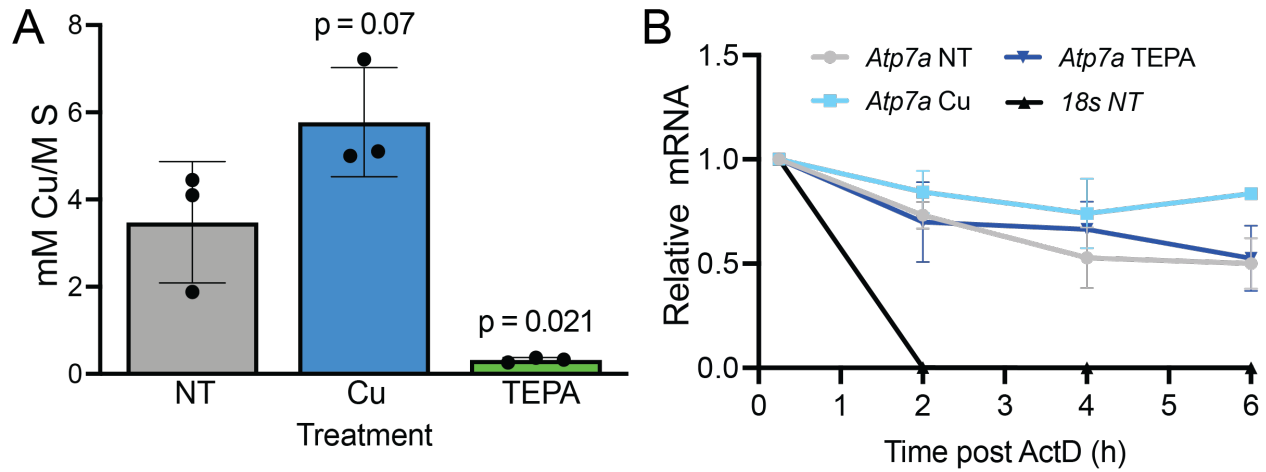 A
mM Cu/M S
8
6
4
2
0
p = 0.07
p = 0.021
NT
Cu
TEPA
Treatment
B
Relative mRNA
1.5
1.0
0.5
0.0
Atp7a NT
Atp7a TEPA
Atp7a Cu
18s NT
0
1
2
3
4
5
6
Time post ActD (h)